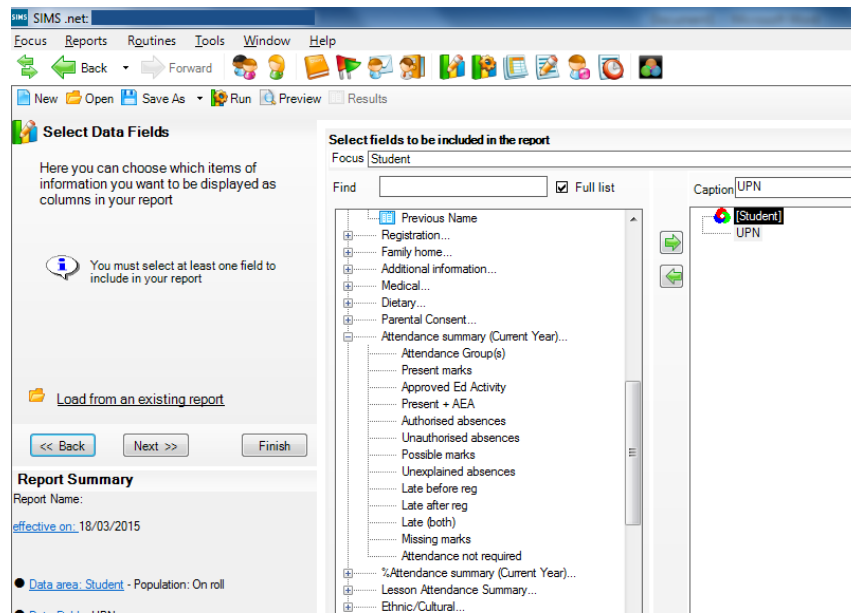 SIMS .net:
Focus Reports Routines Tools Window Help
Back Forward
New Open Save As Run Preview Results
Select Data Fields
Here you can choose which items of
information you want to be displayed as
columns in your report
You must select at least one field to
include in your report
Load from an existing report
<< Back Next >> Finish
Report Summary
Report Name:
effective on: 18/03/2015
Data area: Student - Population: On roll
Select fields to be included in the report
Focus Student
Find Full list
Previous Name
Registration...
Family home...
Additional information...
Medical...
Dietary...
Parental Consent...
Attendance summary (Current Year)...
Attendance Group(s)
Present marks
Approved Ed Activity
Present + AEA
Authorised absences
Unauthorised absences
Possible marks
Unexplained absences
Late before reg
Late after reg
Late (both)
Missing marks
Attendance not required
%Attendance summary (Current Year)...
Lesson Attendance Summary...
Ethnic/Cultural...
Caption UPN
[Student]
UPN